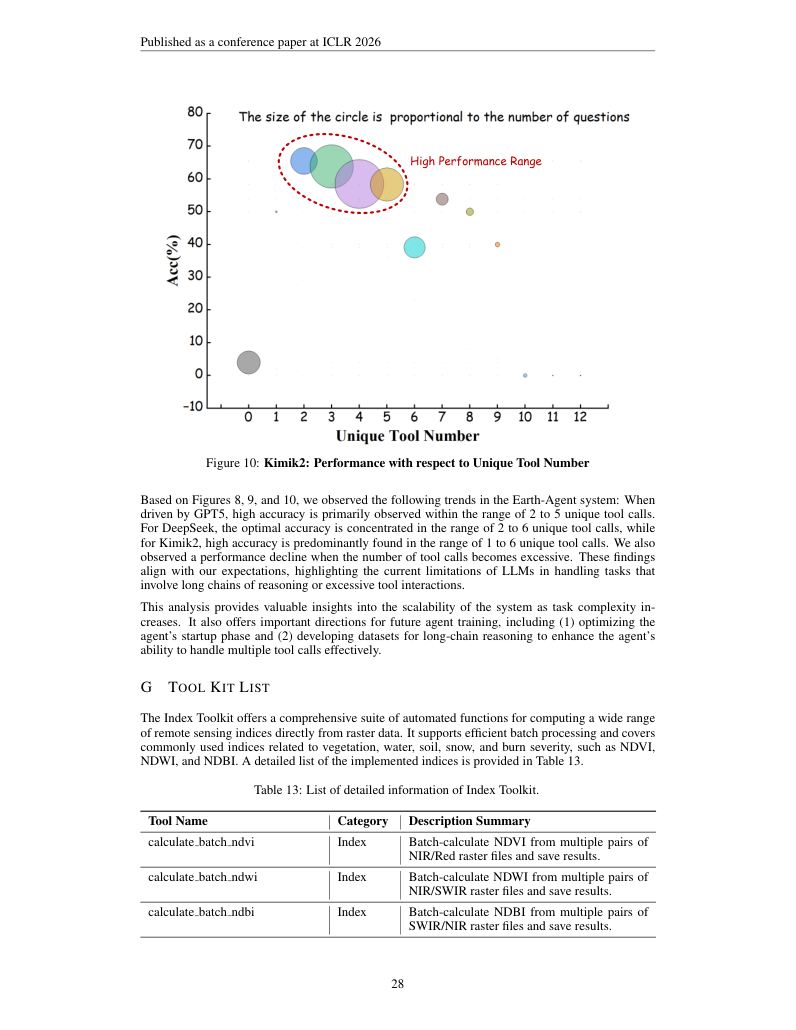 Published as a conference paper at ICLR 2026
The size of the circle is proportional to the number of questions
High Performance Range
80
70
60
50
40
30
20
10
0
-10
Acc(%)
0 1 2 3 4 5 6 7 8 9 10 11 12
Unique Tool Number
Figure 10: Kimik2: Performance with respect to Unique Tool Number
Based on Figures 8, 9, and 10, we observed the following trends in the Earth-Agent system: When
driven by GPT5, high accuracy is primarily observed within the range of 2 to 5 unique tool calls.
For DeepSeek, the optimal accuracy is concentrated in the range of 2 to 6 unique tool calls, while
for Kimik2, high accuracy is predominantly found in the range of 1 to 6 unique tool calls. We also
observed a performance decline when the number of tool calls becomes excessive. These findings
align with our expectations, highlighting the current limitations of LLMs in handling tasks that
involve long chains of reasoning or excessive tool interactions.
This analysis provides valuable insights into the scalability of the system as task complexity in-
creases. It also offers important directions for future agent training, including (1) optimizing the
agent's startup phase and (2) developing datasets for long-chain reasoning to enhance the agent's
ability to handle multiple tool calls effectively.
G TOOL KIT LIST
The Index Toolkit offers a comprehensive suite of automated functions for computing a wide range
of remote sensing indices directly from raster data. It supports efficient batch processing and covers
commonly used indices related to vegetation, water, soil, snow, and burn severity, such as NDVI,
NDWI, and NDBI. A detailed list of the implemented indices is provided in Table 13.
Table 13: List of detailed information of Index Toolkit.
Tool Name Category Description Summary
calculate_batch_ndvi Index Batch-calculate NDVI from multiple pairs of
NIR/Red raster files and save results.
calculate_batch_ndwi Index Batch-calculate NDWI from multiple pairs of
NIR/SWIR raster files and save results.
calculate_batch_ndbi Index Batch-calculate NDBI from multiple pairs of
SWIR/NIR raster files and save results.
28